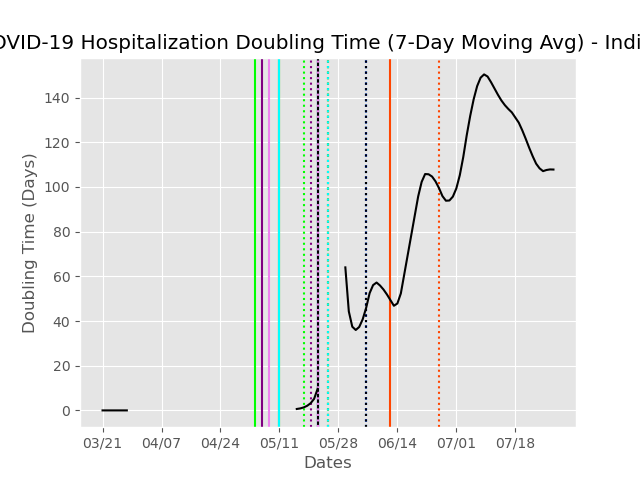 OVID-19 Hospitalization Doubling Time (7-Day Moving Avg) - Indi
Doubling Time (Days)
140
120
100
80
60
40
20
0
03/21 04/07 04/24 05/11 05/28 06/14 07/01 07/18
Dates